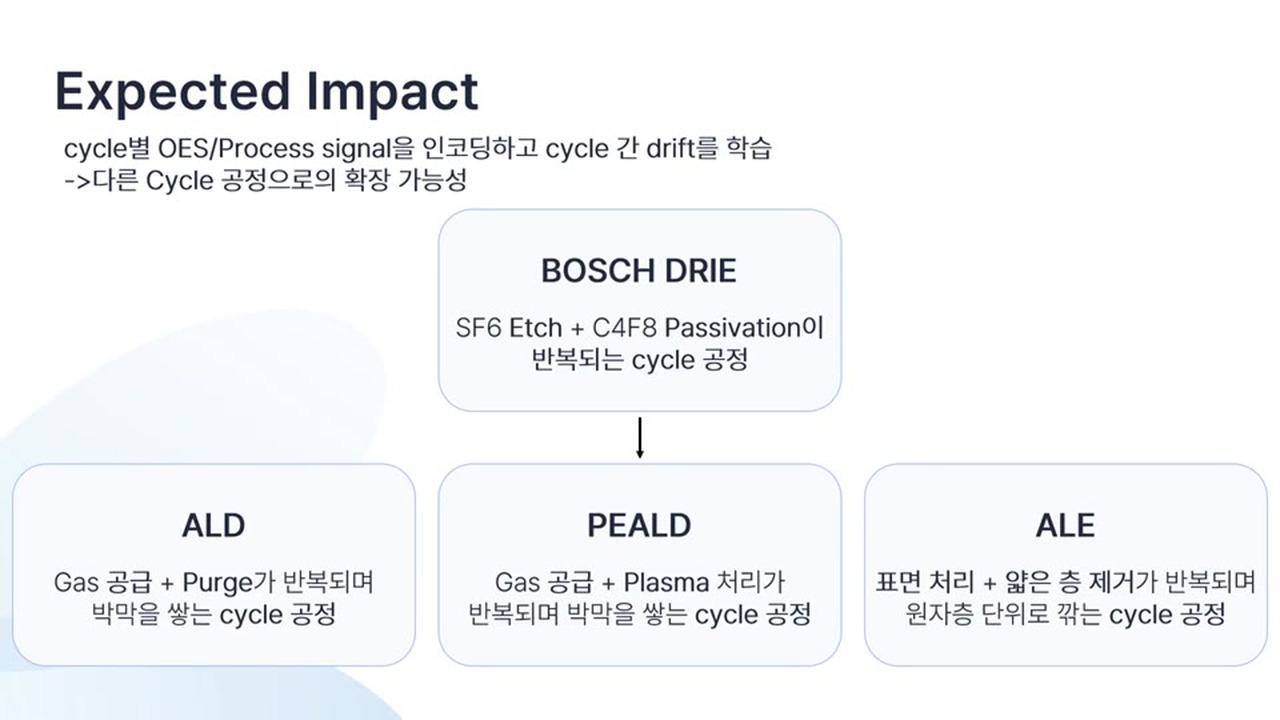 Expected Impact
cycle별 OES/Process signal을 인코딩하고 cycle 간 drift를 학습
->다른 Cycle 공정으로의 확장 가능성
BOSCH DRIE
SF6 Etch + C4F8 Passivation이
반복되는 cycle 공정
ALD
Gas 공급 + Purge가 반복되며
박막을 쌓는 cycle 공정
PEALD
Gas 공급 + Plasma 처리가
반복되며 박막을 쌓는 cycle 공정
ALE
표면 처리 + 얇은 층 제거가 반복되며
원자층 단위로 깎는 cycle 공정